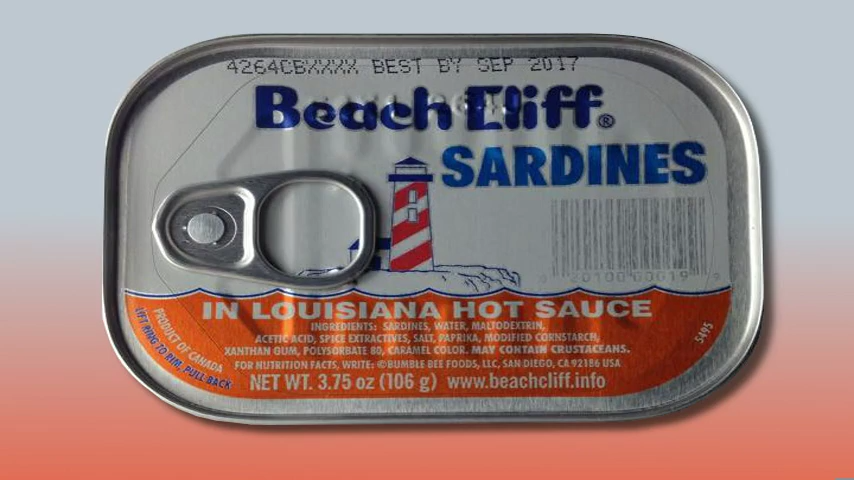 4264CBXXXX BEST BY SEP 2017
Beach Cliff®
SARDINES
IN LOUISIANA HOT SAUCE
INGREDIENTS: SARDINES, WATER, MALTODEXTRIN,
ACETIC ACID, SPICE EXTRACTIVES, SALT, PAPRIKA, MODIFIED CORNSTARCH,
XANTHAN GUM, POLYSORBATE 80, CARAMEL COLOR. MAY CONTAIN CRUSTACEANS.
FOR NUTRITION FACTS, WRITE: ©BUMBLE BEE FOODS, LLC, SAN DIEGO, CA 92186 USA
NET WT. 3.75 oz (106 g) www.beachcliff.info
PRODUCT OF CANADA
LIFT RING TO RIM, PULL BACK
5495